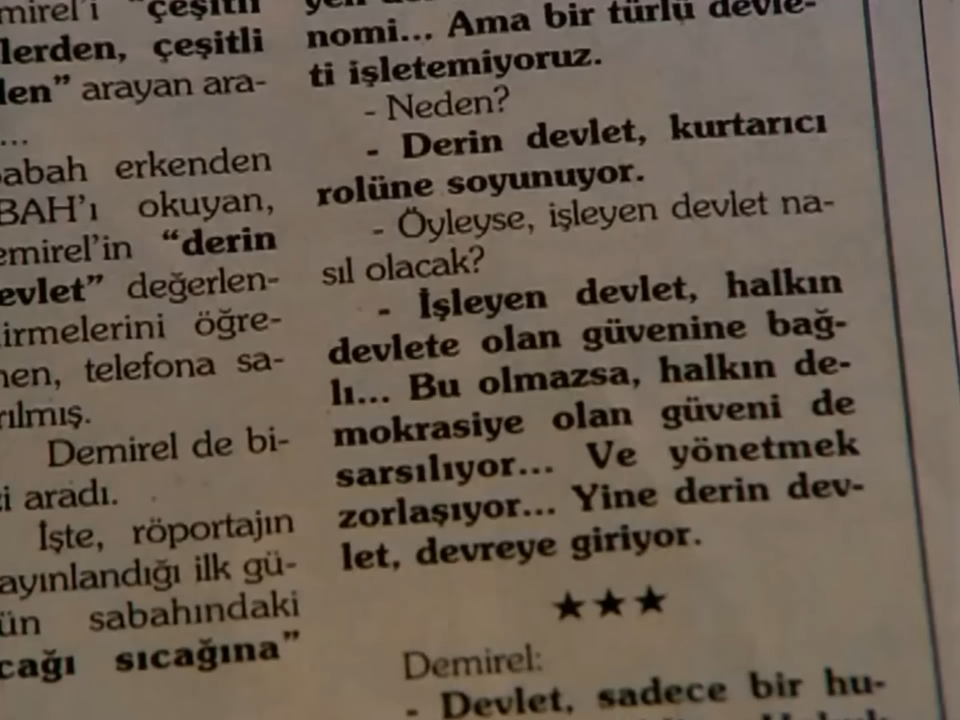 “çeşitli
lerden, çeşitli
len” arayan ara-
...
abah erkenden
BAH’ı okuyan,
emirel’in “derin
evlet” değerlen-
irmelerini öğre-
nen, telefona sa-
rılmış.
Demirel de bi-
zi aradı.
İşte, röportajın
ayınlandığı ilk gü-
ün sabahındaki
cağı sıcağına”
nomi... Ama bir türlü devle-
ti işletemiyoruz.
- Neden?
- Derin devlet, kurtarıcı
rolüne soyunuyor.
- Öyleyse, işleyen devlet na-
sıl olacak?
- İşleyen devlet, halkın
devlete olan güvenine bağ-
lı... Bu olmazsa, halkın de-
mokrasiye olan güveni de
sarsılıyor... Ve yönetmek
zorlaşıyor... Yine derin dev-
let, devreye giriyor.
★★★
Demirel:
- Devlet, sadece bir hu-